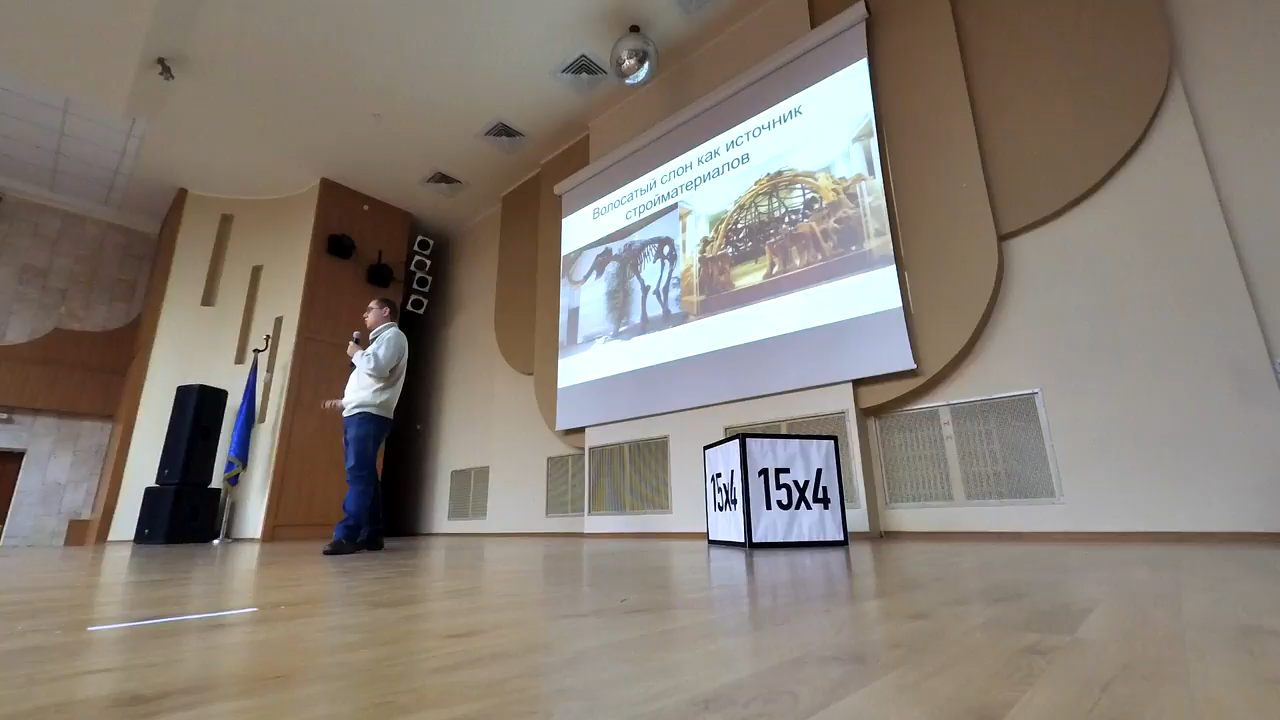 Волосатый слон как источник
стройматериалов
15x4
15x4